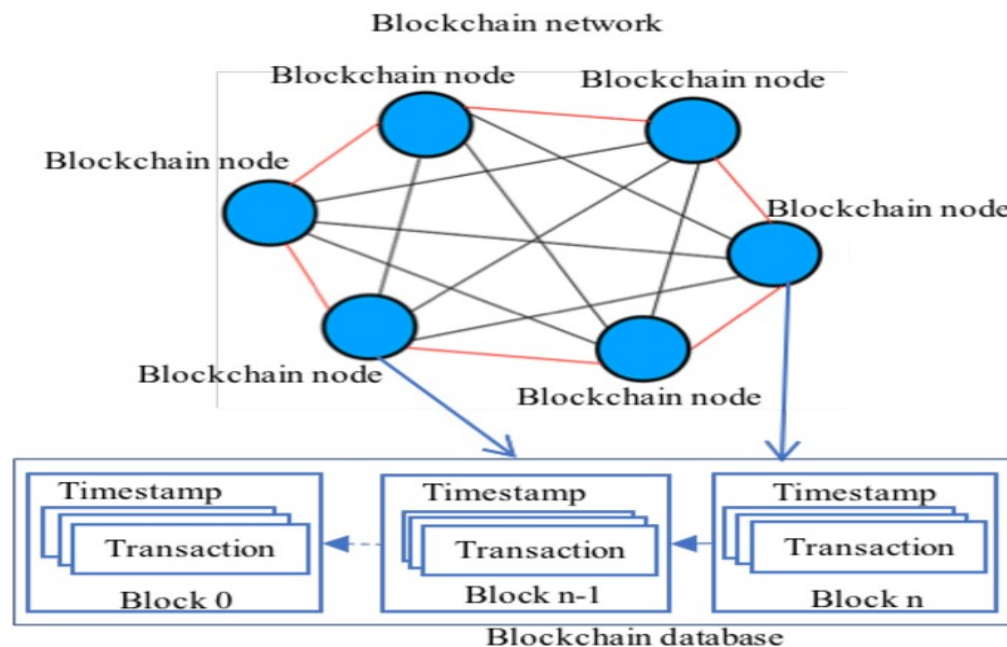 Blockchain network
Blockchain node
Blockchain node
Blockchain node
Blockchain node
Blockchain node
Blockchain node
Timestamp
Transaction
Block 0
Timestamp
Transaction
Block n-1
Timestamp
Transaction
Block n
Blockchain database